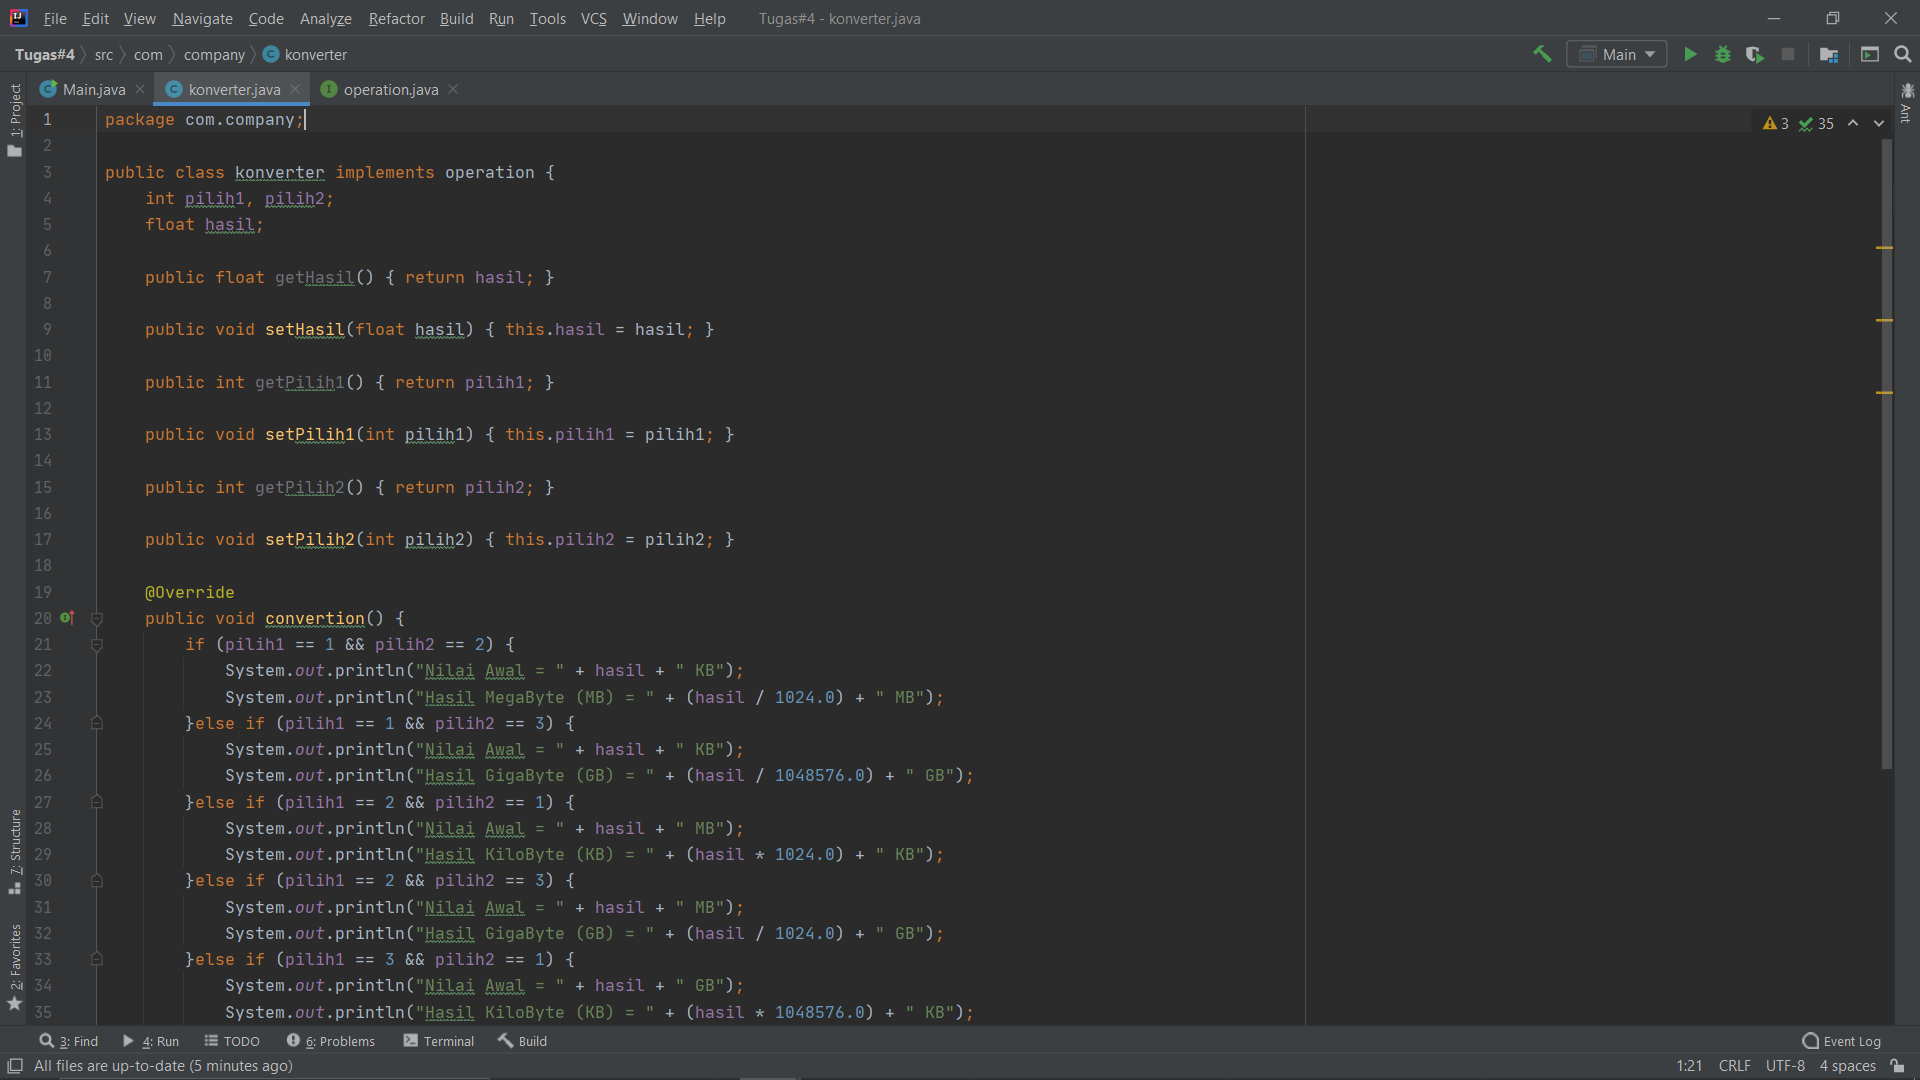 File Edit View Navigate Code Analyze Refactor Build Run Tools VCS Window Help Tugas#4 - konverter.java
Tugas#4 src com company konverter Main
Main.java konverter.java operation.java
1: Project
Ant
3 35
1 package com.company;
2
3 public class konverter implements operation {
4 int pilih1, pilih2;
5 float hasil;
6
7 public float getHasil() { return hasil; }
8
9 public void setHasil(float hasil) { this.hasil = hasil; }
10
11 public int getPilih1() { return pilih1; }
12
13 public void setPilih1(int pilih1) { this.pilih1 = pilih1; }
14
15 public int getPilih2() { return pilih2; }
16
17 public void setPilih2(int pilih2) { this.pilih2 = pilih2; }
18
19 @Override
20 public void convertion() {
21 if (pilih1 == 1 && pilih2 == 2) {
22 System.out.println("Nilai Awal = " + hasil + " KB");
23 System.out.println("Hasil MegaByte (MB) = " + (hasil / 1024.0) + " MB");
24 }else if (pilih1 == 1 && pilih2 == 3) {
25 System.out.println("Nilai Awal = " + hasil + " KB");
26 System.out.println("Hasil GigaByte (GB) = " + (hasil / 1048576.0) + " GB");
27 }else if (pilih1 == 2 && pilih2 == 1) {
28 System.out.println("Nilai Awal = " + hasil + " MB");
29 System.out.println("Hasil KiloByte (KB) = " + (hasil * 1024.0) + " KB");
30 }else if (pilih1 == 2 && pilih2 == 3) {
31 System.out.println("Nilai Awal = " + hasil + " MB");
32 System.out.println("Hasil GigaByte (GB) = " + (hasil / 1024.0) + " GB");
33 }else if (pilih1 == 3 && pilih2 == 1) {
34 System.out.println("Nilai Awal = " + hasil + " GB");
35 System.out.println("Hasil KiloByte (KB) = " + (hasil * 1048576.0) + " KB");
7: Structure
2: Favorites
3: Find 4: Run TODO 6: Problems Terminal Build Event Log
All files are up-to-date (5 minutes ago) 1:21 CRLF UTF-8 4 spaces